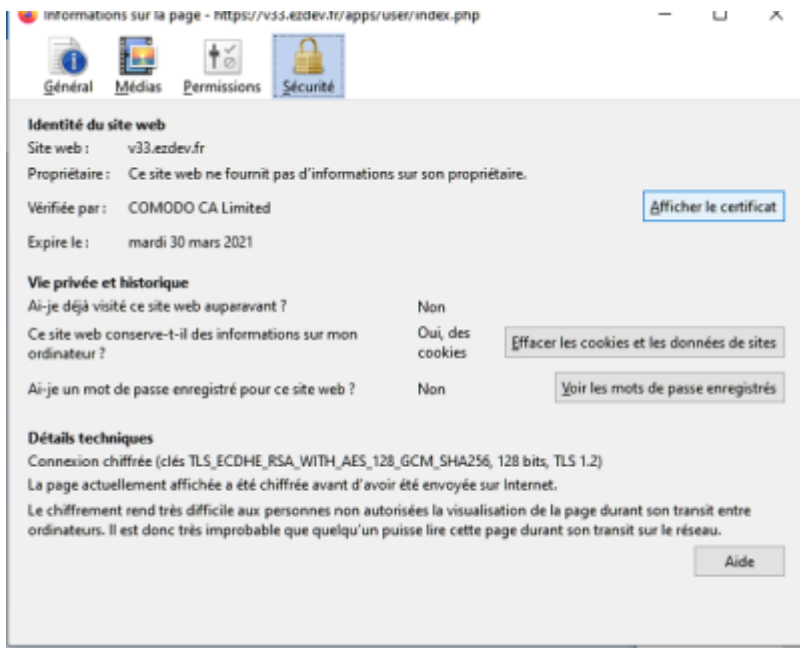 Informations sur la page - https://v33.ezdev.fr/apps/user/index.php
Général Médias Permissions Sécurité
Identité du site web
Site web : v33.ezdev.fr
Propriétaire : Ce site web ne fournit pas d'informations sur son propriétaire.
Vérifiée par : COMODO CA Limited Afficher le certificat
Expire le : mardi 30 mars 2021
Vie privée et historique
Ai-je déjà visité ce site web auparavant ? Non
Ce site web conserve-t-il des informations sur mon
ordinateur ?
Oui, des
cookies
Effacer les cookies et les données de sites
Ai-je un mot de passe enregistré pour ce site web ? Non Voir les mots de passe enregistrés
Détails techniques
Connexion chiffrée (clés TLS_ECDHE_RSA_WITH_AES_128_GCM_SHA256, 128 bits, TLS 1.2)
La page actuellement affichée a été chiffrée avant d'avoir été envoyée sur Internet.
Le chiffrement rend très difficile aux personnes non autorisées la visualisation de la page durant son transit entre
ordinateurs. Il est donc très improbable que quelqu'un puisse lire cette page durant son transit sur le réseau.
Aide